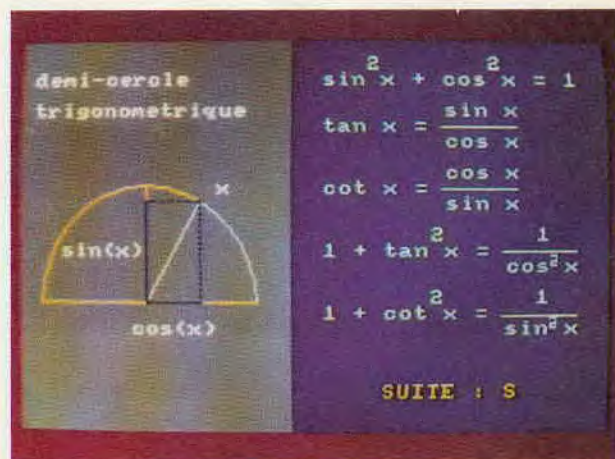 demi-cercle
trigonometrique
x
sin(x)
cos(x)
sin²x + cos²x = 1
tan x = sin x / cos x
cot x = cos x / sin x
1 + tan²x = 1 / cos²x
1 + cot²x = 1 / sin²x
SUITE : S